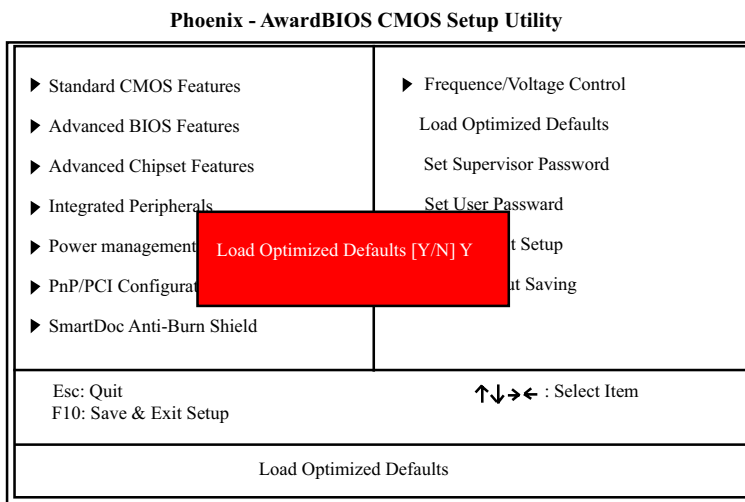 Phoenix - AwardBIOS CMOS Setup Utility
Standard CMOS Features
Advanced BIOS Features
Advanced Chipset Features
Integrated Peripherals
Power management
PnP/PCI Configurat
SmartDoc Anti-Burn Shield
Frequence/Voltage Control
Load Optimized Defaults
Set Supervisor Password
Set User Passward
t Setup
ut Saving
Load Optimized Defaults [Y/N] Y
Esc: Quit
F10: Save & Exit Setup
↑↓→← : Select Item
Load Optimized Defaults